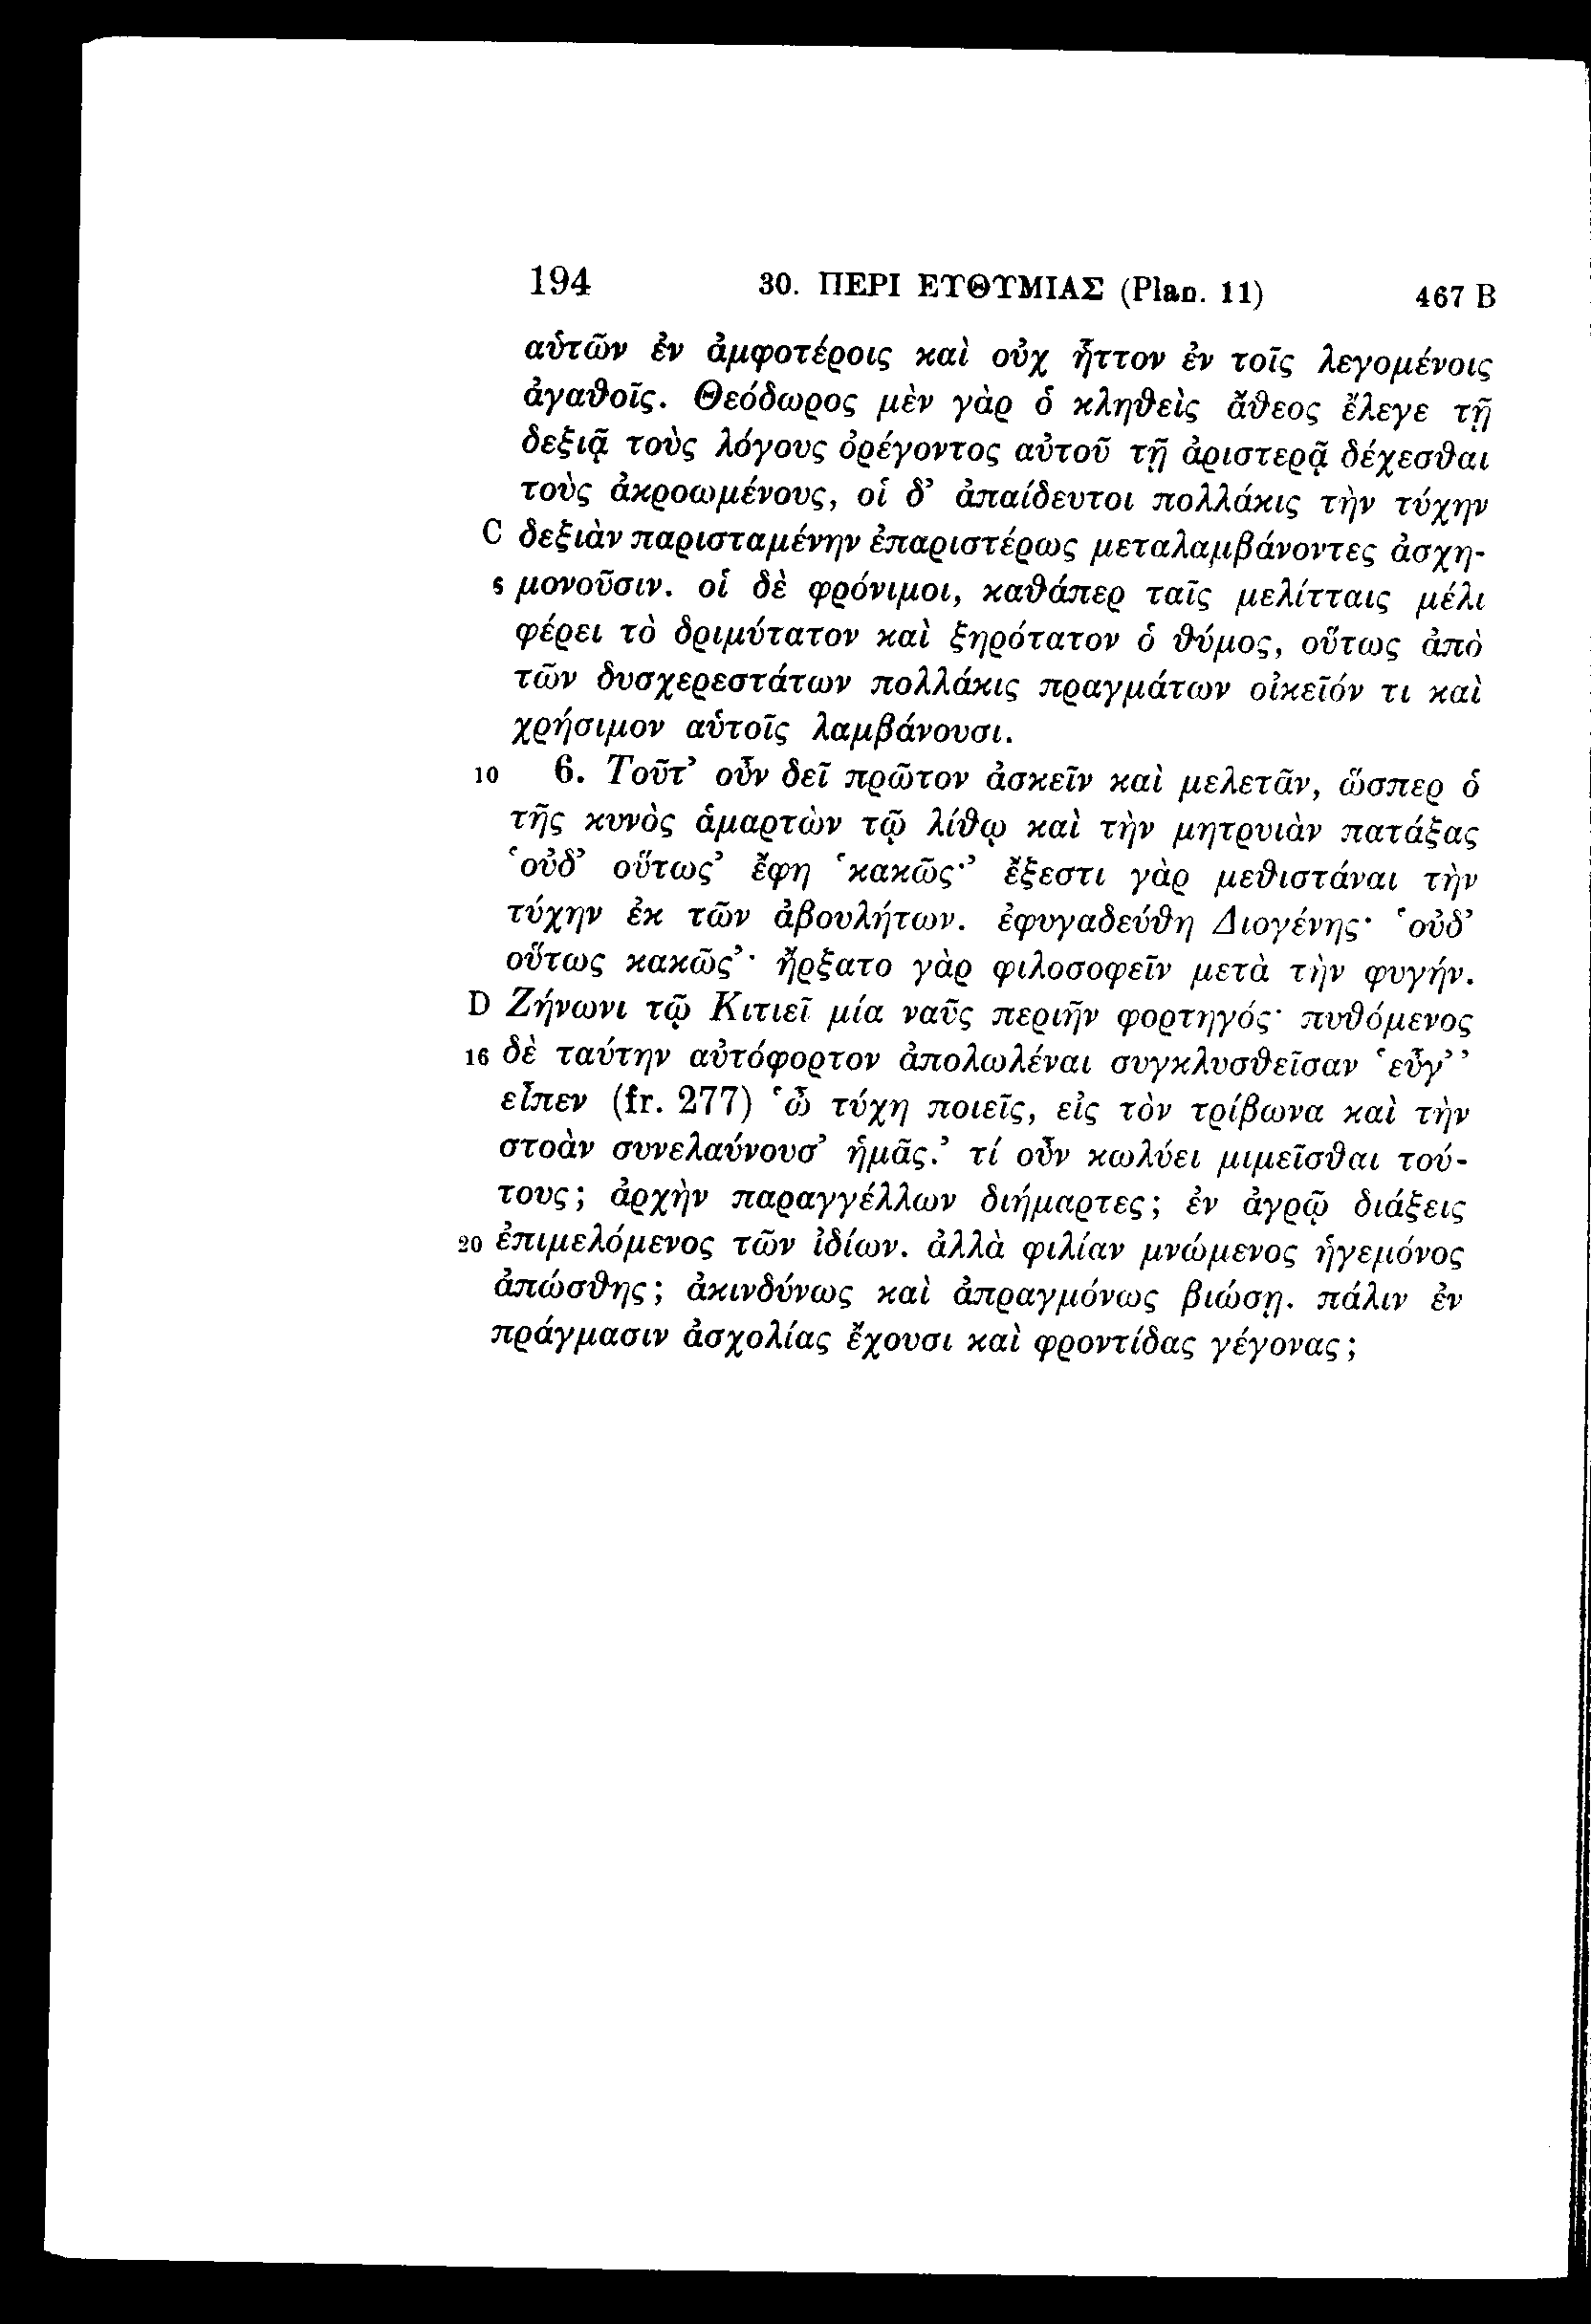 194 30. ΠΕΡΙ ΕΥΘΥΜΙΑΣ (Plan. 11) 467 B
αὑτῶν ἐν ἀμφοτέροις καὶ οὐχ ἧττον ἐν τοῖς λεγομένοις
ἀγαθοῖς. Θεόδωρος μὲν γὰρ ὁ κληθεὶς ἄθεος ἔλεγε τῇ
δεξιᾷ τοὺς λόγους ὀρέγοντος αὐτοῦ τῇ ἀριστερᾷ δέχεσθαι
τοὺς ἀκροωμένους, οἱ δ’ ἀπαίδευτοι πολλάκις τὴν τύχην
C δεξιὰν παρισταμένην ἐπαριστέρως μεταλαμβάνοντες ἀσχη-
5 μονοῦσιν. οἱ δὲ φρόνιμοι, καθάπερ ταῖς μελίτταις μέλι
φέρει τὸ δριμύτατον καὶ ξηρότατον ὁ θύμος, οὕτως ἀπὸ
τῶν δυσχερεστάτων πολλάκις πραγμάτων οἰκεῖόν τι καὶ
χρήσιμον αὑτοῖς λαμβάνουσι.
10 6. Τοῦτ’ οὖν δεῖ πρῶτον ἀσκεῖν καὶ μελετᾶν, ὥσπερ ὁ
τῆς κυνὸς ἁμαρτὼν τῷ λίθῳ καὶ τὴν μητρυιὰν πατάξας
‘οὐδ’ οὕτως’ ἔφη ‘κακῶς·’ ἔξεστι γὰρ μεθιστάναι τὴν
τύχην ἐκ τῶν ἀβουλήτων. ἐφυγαδεύθη Διογένης· ‘οὐδ’
οὕτως κακῶς’· ἤρξατο γὰρ φιλοσοφεῖν μετὰ τὴν φυγήν.
D Ζήνωνι τῷ Κιτιεῖ μία ναῦς περιῆν φορτηγός· πυθόμενος
16 δὲ ταύτην αὐτόφορτον ἀπολωλέναι συγκλυσθεῖσαν ‘εὖγ’’
εἶπεν (fr. 277) ‘ὦ τύχη ποιεῖς, εἰς τὸν τρίβωνα καὶ τὴν
στοὰν συνελαύνουσ’ ἡμᾶς.’ τί οὖν κωλύει μιμεῖσθαι τού-
τους; ἀρχὴν παραγγέλλων διήμαρτες; ἐν ἀγρῷ διάξεις
20 ἐπιμελόμενος τῶν ἰδίων. ἀλλὰ φιλίαν μνώμενος ἡγεμόνος
ἀπώσθης; ἀκινδύνως καὶ ἀπραγμόνως βιώσῃ. πάλιν ἐν
πράγμασιν ἀσχολίας ἔχουσι καὶ φροντίδας γέγονας;